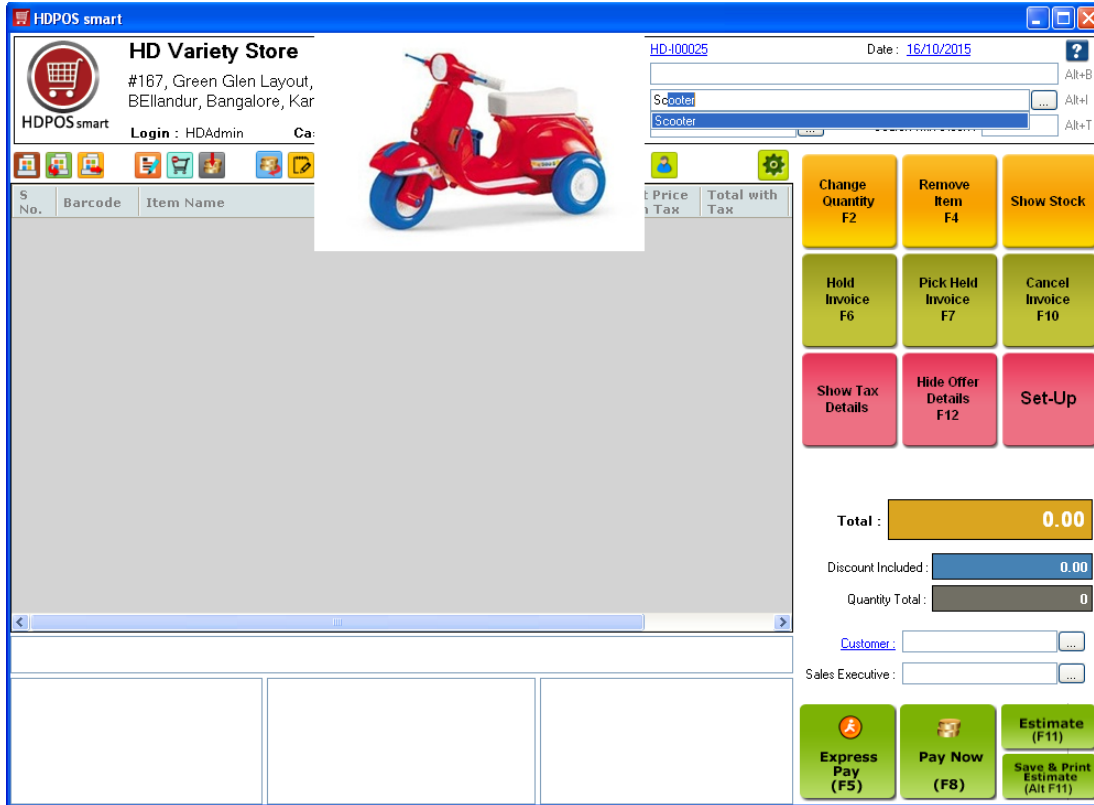 HDPOS smart
HD Variety Store
#167, Green Glen Layout,
BEllandur, Bangalore, Kar
HDPOS smart
Login : HDAdmin Ca
HD-I00025 Date : 16/10/2015 ?
Alt+B
Scooter ... Alt+I
Scooter
Alt+T
S No. Barcode Item Name Price Tax Total with Tax
Change Quantity F2
Remove Item F4
Show Stock
Hold Invoice F6
Pick Held Invoice F7
Cancel Invoice F10
Show Tax Details
Hide Offer Details F12
Set-Up
Total : 0.00
Discount Included : 0.00
Quantity Total : 0
Customer : ...
Sales Executive : ...
Express Pay (F5)
Pay Now (F8)
Estimate (F11)
Save & Print Estimate (Alt F11)